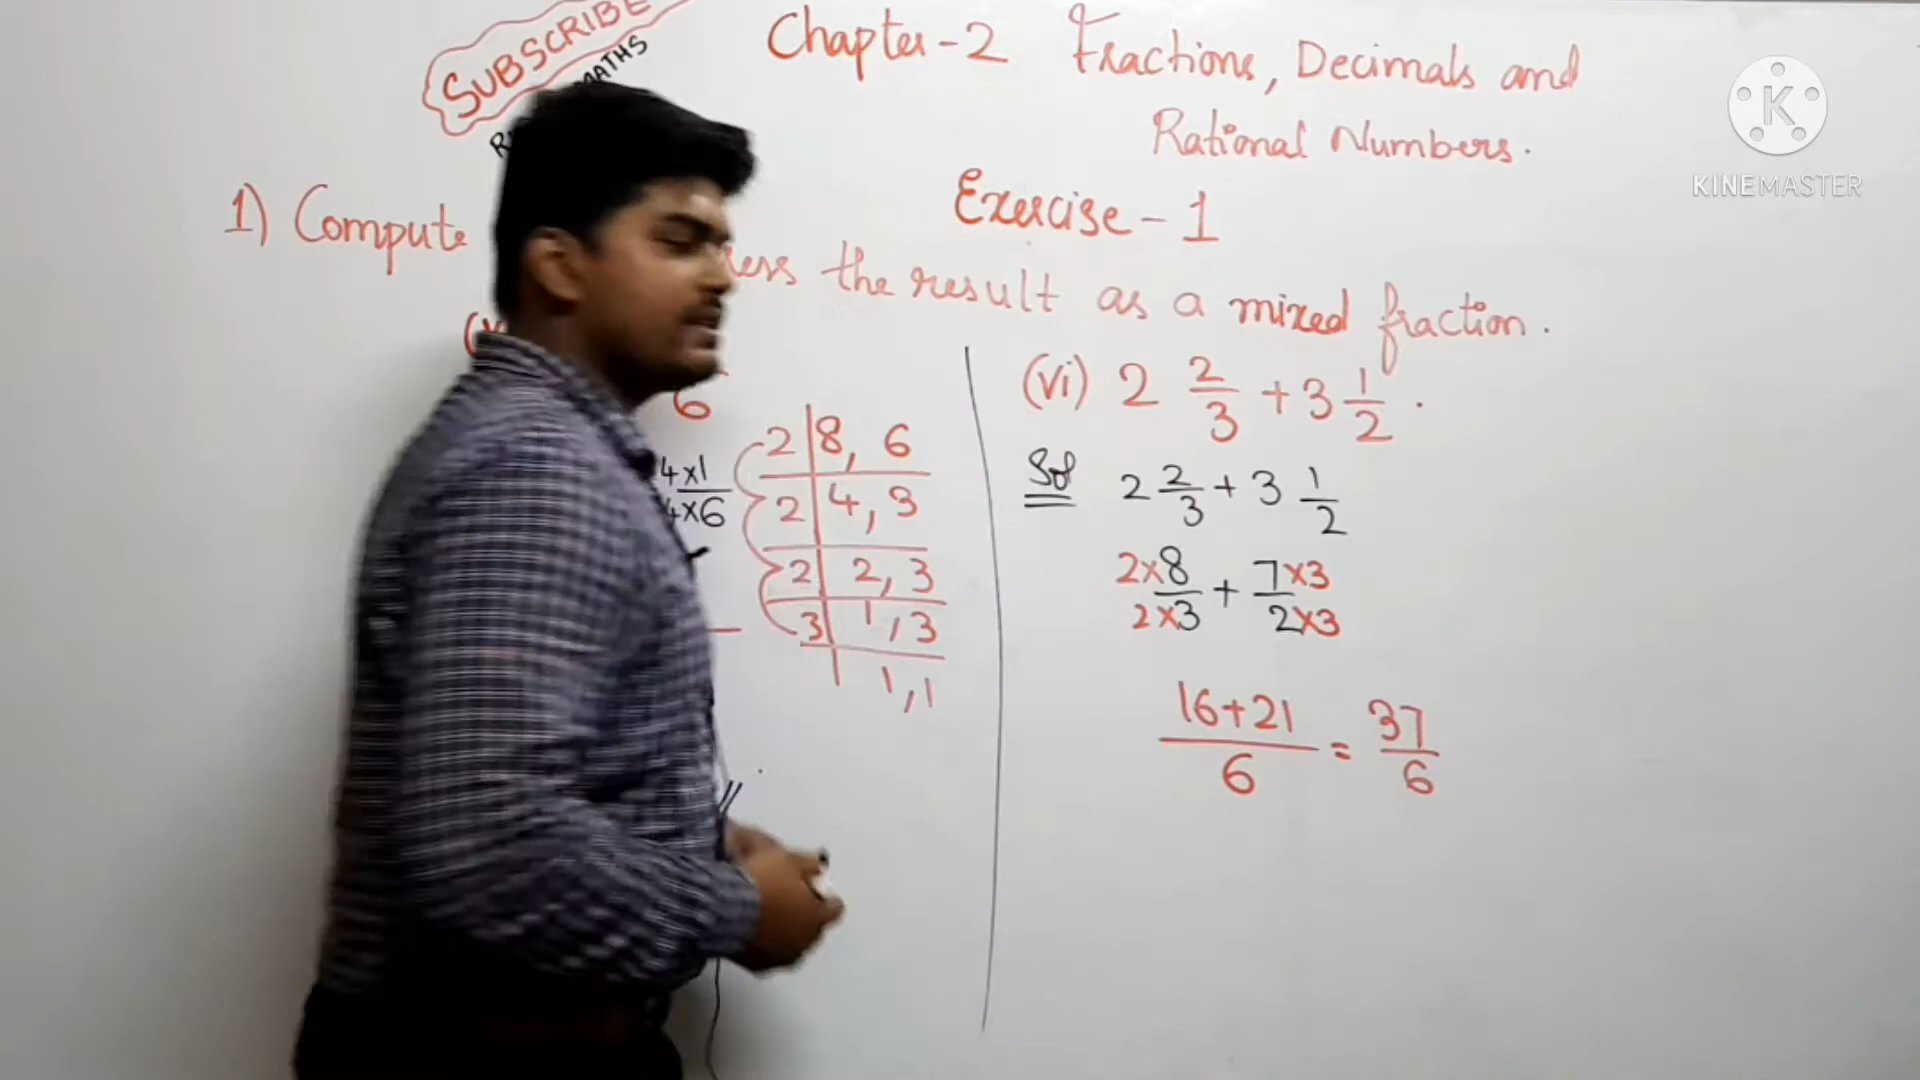 SUBSCRIBE
MATHS
Chapter-2 Fractions, Decimals and
Rational Numbers.
KINEMASTER
Exercise-1
1) Compute
the result as a mixed fraction.
6
(vi) 2 2/3 + 3 1/2 .
4×1
4×6
2 | 8, 6
2 | 4, 3
2 | 2, 3
3 | 1, 3
1, 1
Sol 2 2/3 + 3 1/2
2×8/2×3 + 7×3/2×3
16+21/6 = 37/6